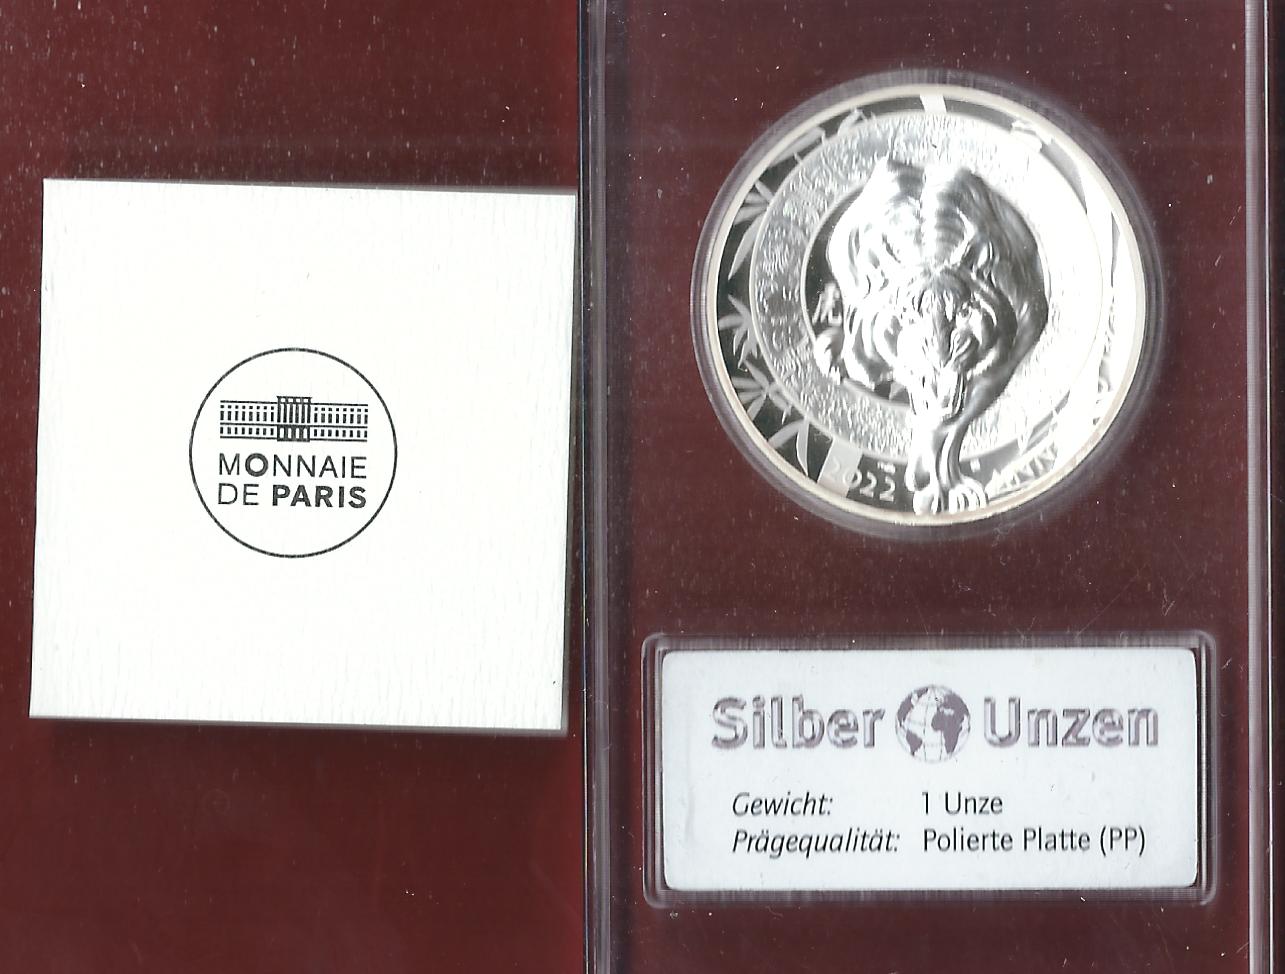 MONNAIE
DE PARIS
2022
Silber Unzen
Gewicht: 1 Unze
Prägequalität: Polierte Platte (PP)